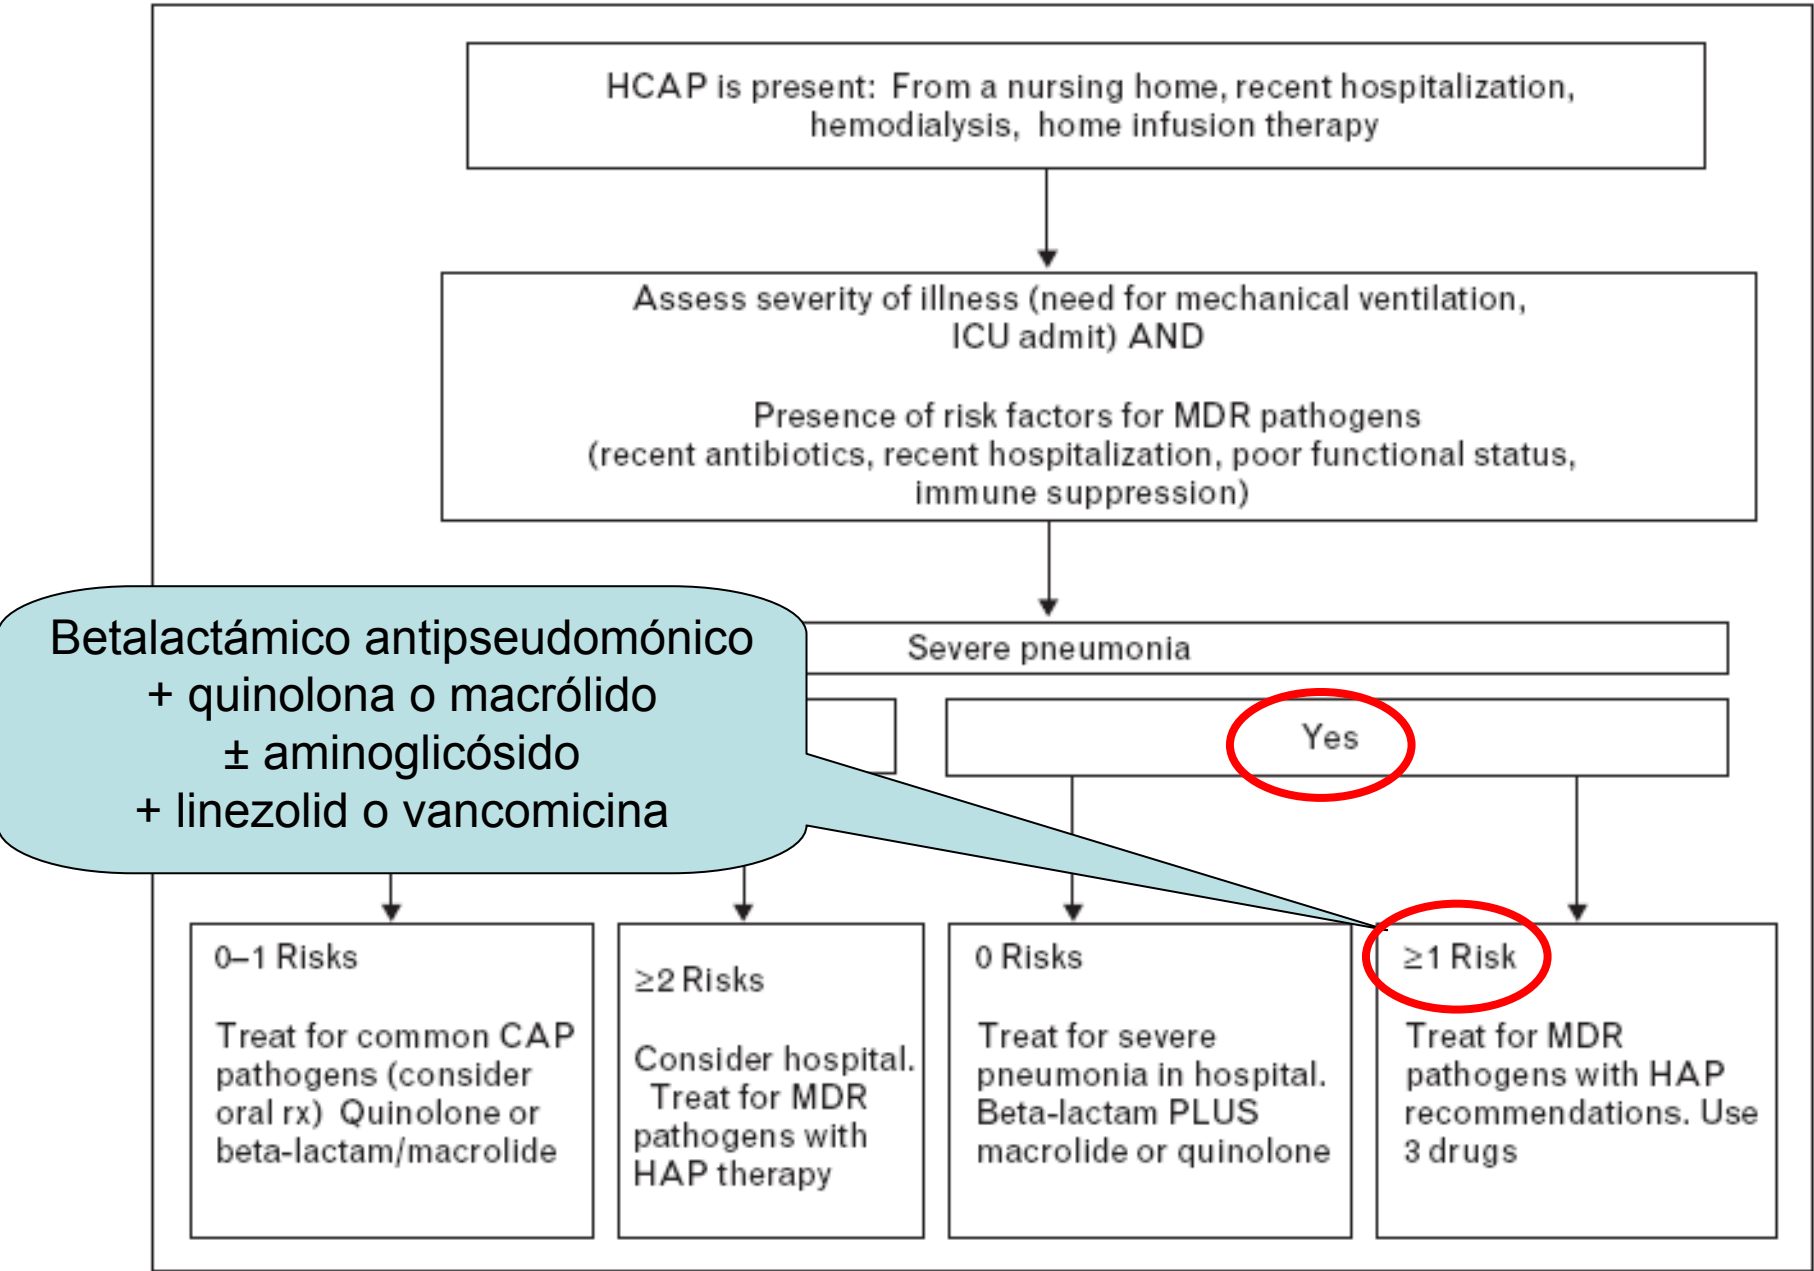 HCAP is present: From a nursing home, recent hospitalization,
hemodialysis, home infusion therapy
Assess severity of illness (need for mechanical ventilation,
ICU admit) AND
Presence of risk factors for MDR pathogens
(recent antibiotics, recent hospitalization, poor functional status,
immune suppression)
Severe pneumonia
Betalactámico antipseudomónico
+ quinolona o macrólido
± aminoglicósido
+ linezolid o vancomicina
Yes
0–1 Risks
Treat for common CAP
pathogens (consider
oral rx) Quinolone or
beta-lactam/macrolide
≥2 Risks
Consider hospital.
Treat for MDR
pathogens with
HAP therapy
0 Risks
Treat for severe
pneumonia in hospital.
Beta-lactam PLUS
macrolide or quinolone
≥1 Risk
Treat for MDR
pathogens with HAP
recommendations. Use
3 drugs